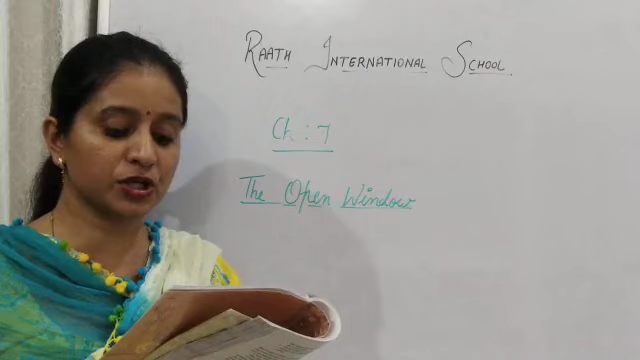 Raath International School.
Ch : 7
The Open Window